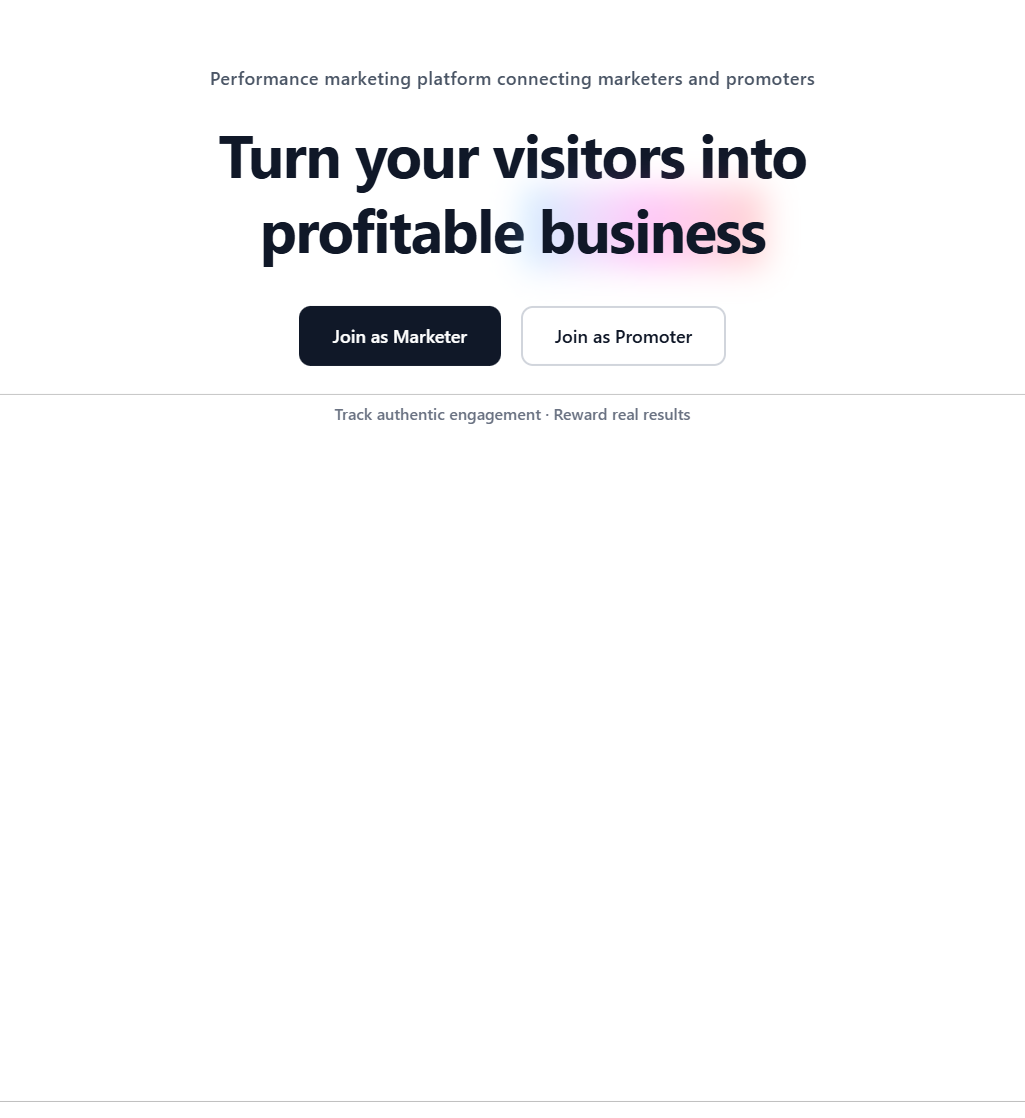 Performance marketing platform connecting marketers and promoters
Turn your visitors into
profitable business
Join as Marketer
Join as Promoter
Track authentic engagement · Reward real results